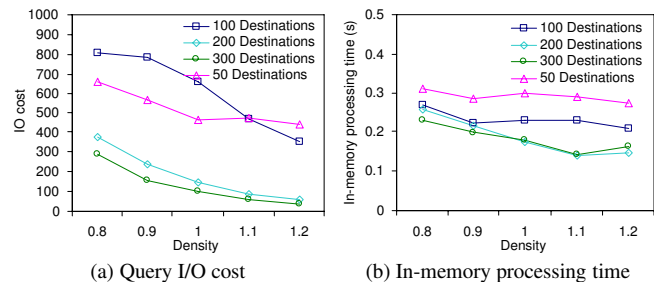 1000
900
800
700
600
500
400
300
200
100
0
IO cost
100 Destinations
200 Destinations
300 Destinations
50 Destinations
0.8 0.9 1 1.1 1.2
Density
(a) Query I/O cost
0.5
0.4
0.3
0.2
0.1
0
In-memory processing time (s)
100 Destinations
200 Destinations
300 Destinations
50 Destinations
0.8 0.9 1 1.1 1.2
Density
(b) In-memory processing time